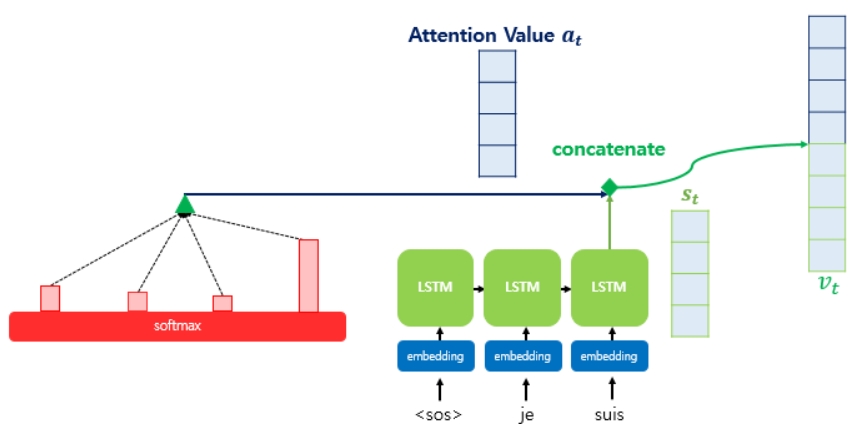 Attention Value a_t
concatenate
s_t
LSTM LSTM LSTM
v_t
softmax
embedding embedding embedding
<sos> je suis